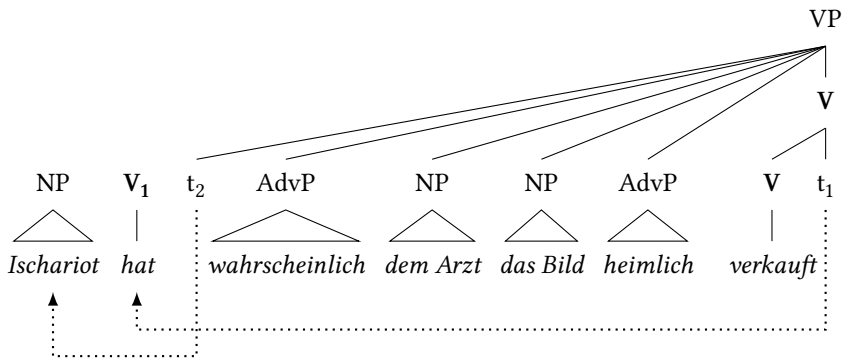 VP
V
NP V₁ t₂ AdvP NP NP AdvP V t₁
Ischariot hat wahrscheinlich dem Arzt das Bild heimlich verkauft